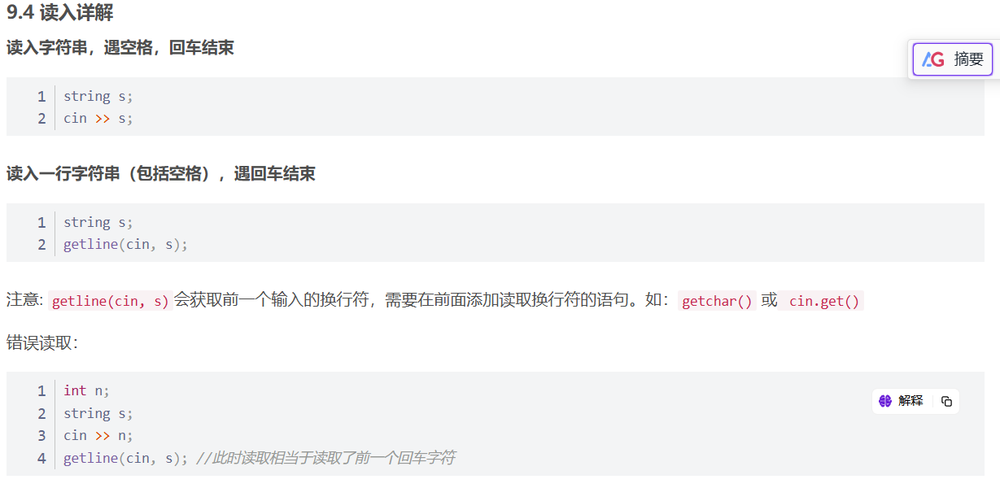 9.4 读入详解
读入字符串，遇空格，回车结束
摘要
1 string s;
2 cin >> s;
读入一行字符串（包括空格），遇回车结束
1 string s;
2 getline(cin, s);
注意: getline(cin, s)会获取前一个输入的换行符，需要在前面添加读取换行符的语句。如： getchar() 或 cin.get()
错误读取：
1 int n;
解释
2 string s;
3 cin >> n;
4 getline(cin, s); //此时读取相当于读取了前一个回车字符